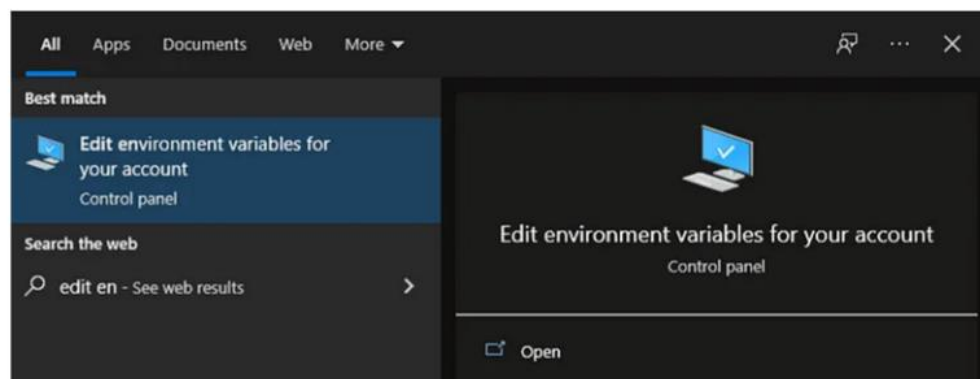 All Apps Documents Web More
Best match
Edit environment variables for
your account
Control panel
Search the web
edit en - See web results
Edit environment variables for your account
Control panel
Open